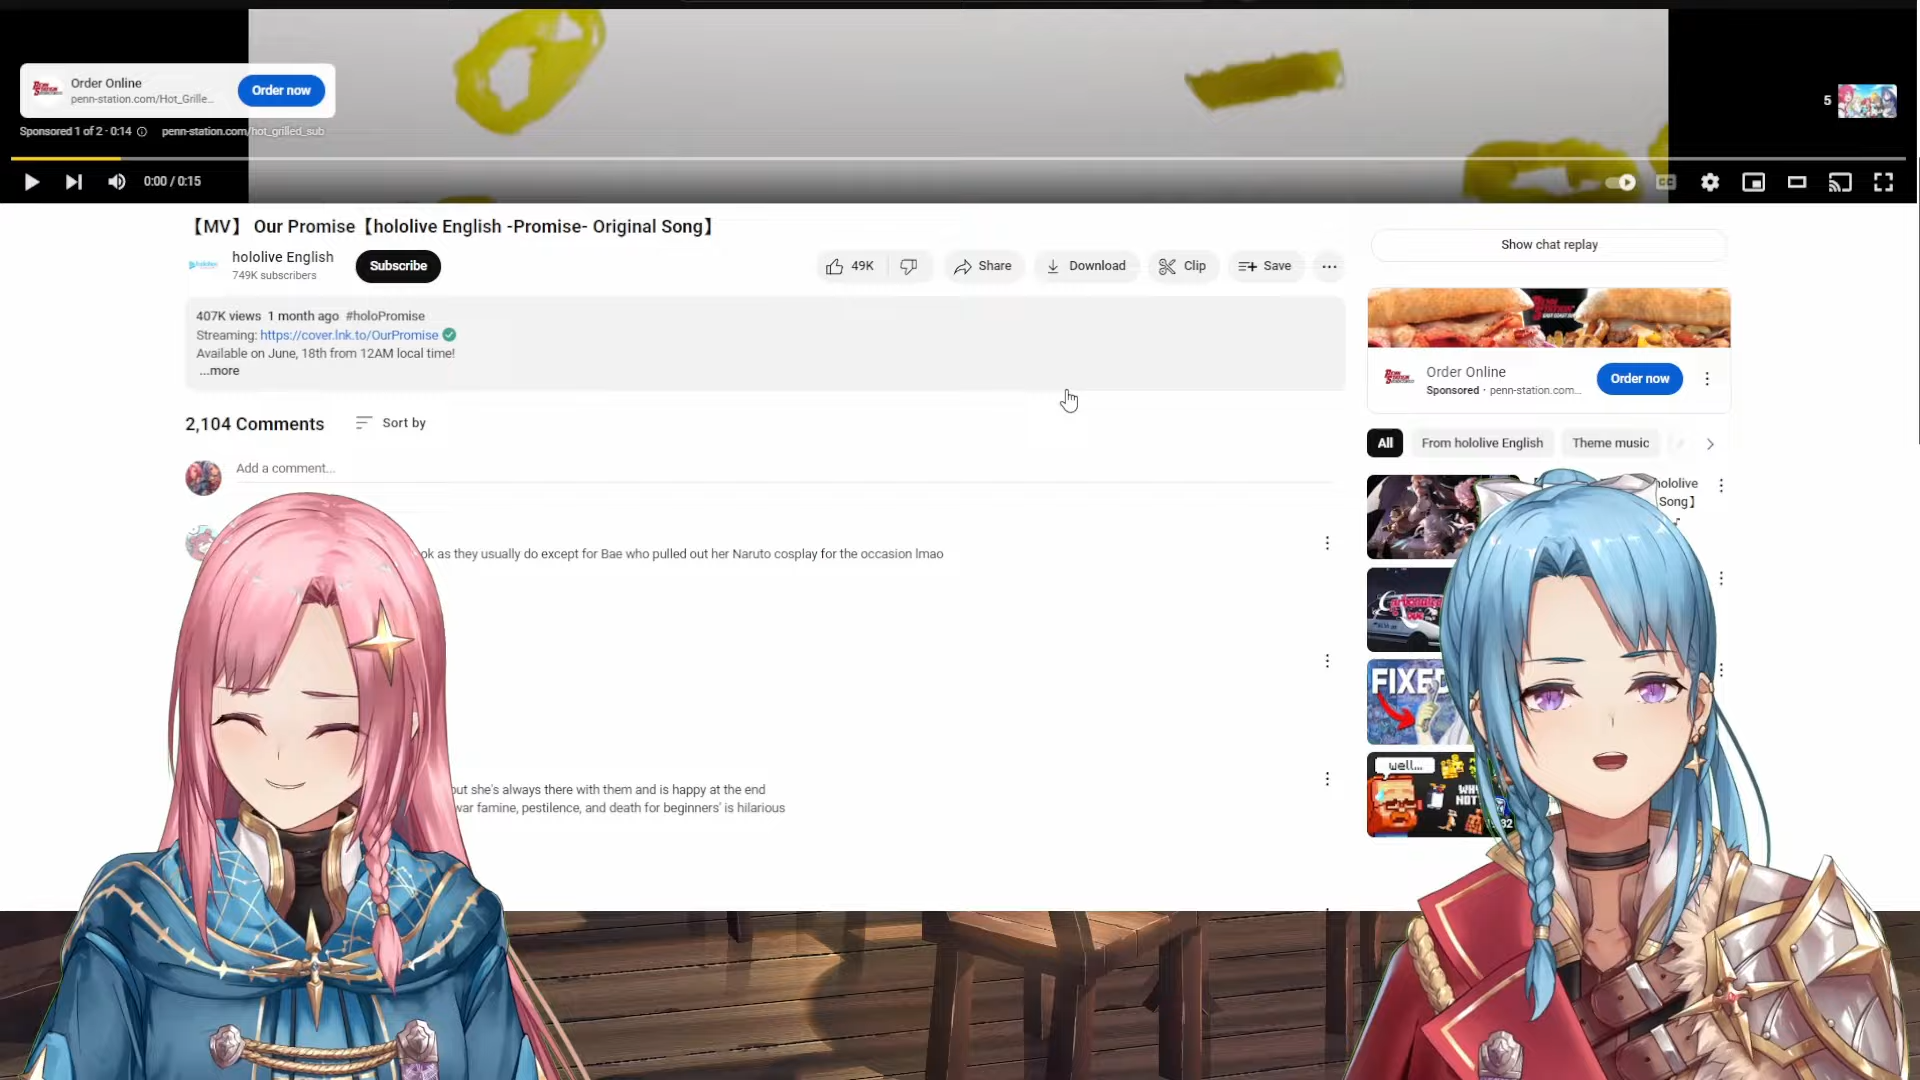 Order Online
penn-station.com/Hot_Grille...
Order now
Sponsored 1 of 2 · 0:14
penn-station.com/hot_grilled_sub
5
0:00 / 0:15
CC
【MV】 Our Promise【hololive English -Promise- Original Song】
hololive English
749K subscribers
Subscribe
49K
Share
Download
Clip
Save
407K views 1 month ago #holoPromise
Streaming: https://cover.lnk.to/OurPromise
Available on June, 18th from 12AM local time!
...more
2,104 Comments
Sort by
Add a comment...
ok as they usually do except for Bae who pulled out her Naruto cosplay for the occasion lmao
but she's always there with them and is happy at the end
war famine, pestilence, and death for beginners' is hilarious
Show chat replay
PENN STATION
Order Online
Sponsored · penn-station.com...
Order now
All
From hololive English
Theme music
hololive
Song】
FIXED
well...
WHY
NOT